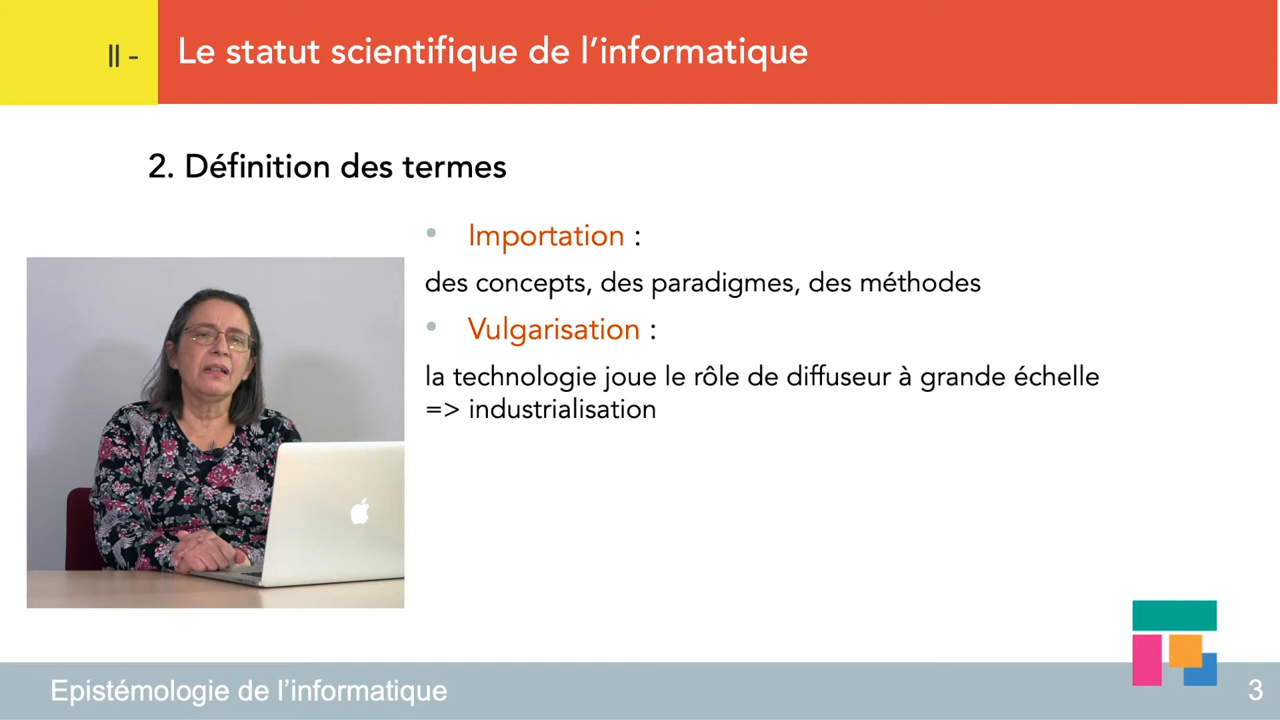 II -
Le statut scientifique de l’informatique
2. Définition des termes
• Importation :
des concepts, des paradigmes, des méthodes
• Vulgarisation :
la technologie joue le rôle de diffuseur à grande échelle
=> industrialisation
Epistémologie de l’informatique
3